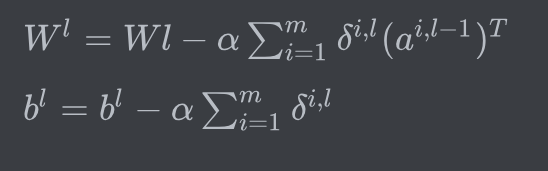 W^l = Wl − α ∑_{i=1}^{m} δ^{i,l}(a^{i,l−1})^T
b^l = b^l − α ∑_{i=1}^{m} δ^{i,l}